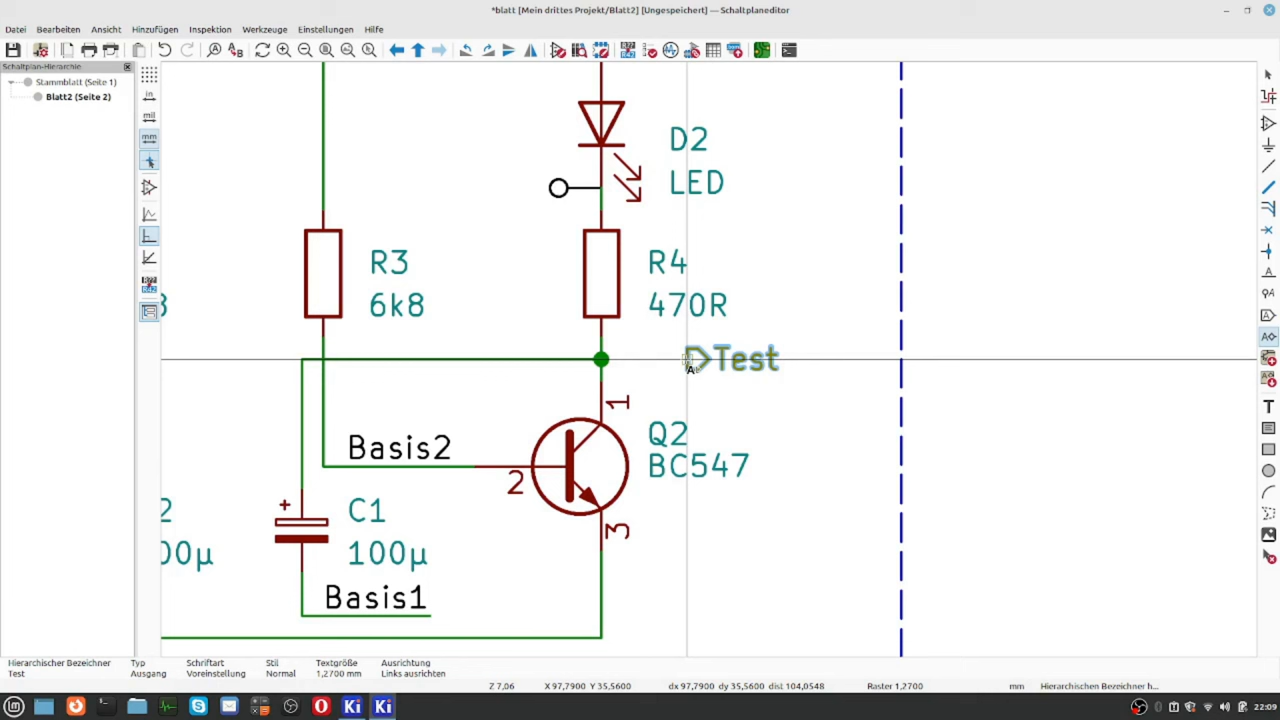 *blatt [Mein drittes Projekt/Blatt2] [Ungespeichert] — Schaltplaneditor
Datei Bearbeiten Ansicht Hinzufügen Inspektion Werkzeuge Einstellungen Hilfe
Schaltplan-Hierarchie
Stammblatt (Seite 1)
Blatt2 (Seite 2)
in
mil
mm
D2
LED
R3
6k8
R4
470R
Test
1
Basis2
2
Q2
BC547
3
+
C1
100µ
2
00µ
Basis1
Hierarchischer Bezeichner Typ Schriftart Stil Textgröße Ausrichtung
Test Ausgang Voreinstellung Normal 1,2700 mm Links ausrichten
Z 7,06 X 97,7900 Y 35,5600 dx 97,7900 dy 35,5600 dist 104,0548 Raster 1,2700 mm Hierarchischer Bezeichner h...
Ki Ki 22:09